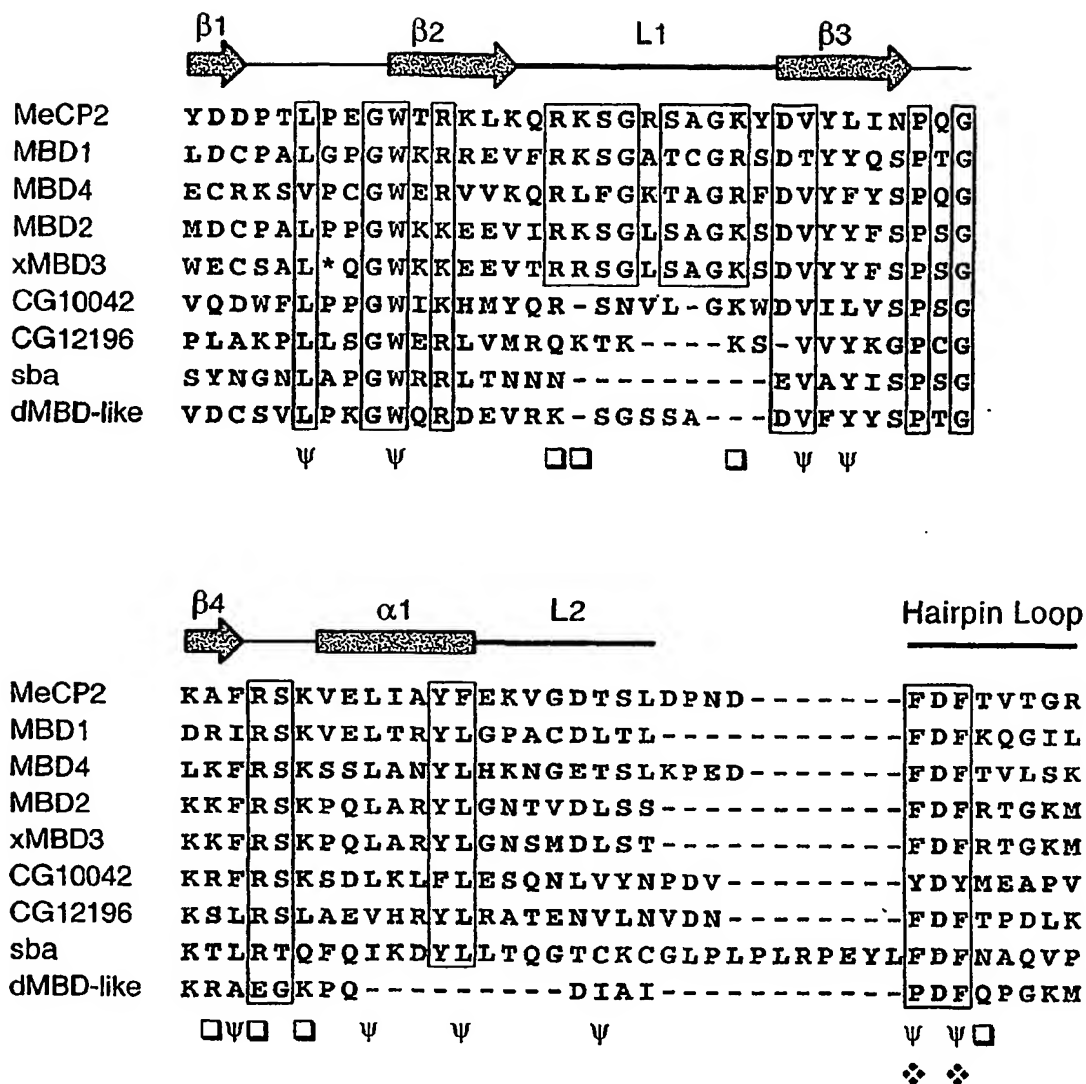 β1 β2 L1 β3
MeCP2 YDDPTLPEGWTRKLKQRKSGRSAGKYDVYLINPQG
MBD1 LDCPALGPGWKRREVFRKSGATCGRSDTYYQSPTG
MBD4 ECRKSVPCGWERVVKQRLFGKTAGRFDVYFYSPQG
MBD2 MDCPALPPGWKKEEVIRKSGLSAGKSDVYYFSPSG
xMBD3 WECSAL*QGWKKEEVTRRSGLSAGKSDVYYFSPSG
CG10042 VQDWFLPPGWIKHMYQR-SNVL-GKWDVILVSPSG
CG12196 PLAKPLLSGWERLVMRQKTK----KS-VVYKGPCG
sba SYNGNLAPGWRRLTNNN---------EVAYISPSG
dMBD-like VDCSVLPKGWQRDEVRK-SGSSA---DVFYYSPTG
ψ ψ ❑❑ ❑ ψ ψ
β4 α1 L2 Hairpin Loop
MeCP2 KAFRSKVELIAYFEKVGDTSLDPND-------FDFTVTGR
MBD1 DRIRSKVELTRYLGPACDLTL-----------FDFKQGIL
MBD4 LKFRSKSSLANYLHKNGETSLKPED-------FDFTVLSK
MBD2 KKFRSKPQLARYLGNTVDLSS-----------FDFRTGKM
xMBD3 KKFRSKPQLARYLGNSMDLST-----------FDFRTGKM
CG10042 KRFRSKSDLKLFLESQNLVYNPDV--------YDYMEAPV
CG12196 KSLRSLAEVHRYLRATENVLNVDN--------FDFTPDLK
sba KTLRTQFQIKDYLLTQGTCKCGLPLPLRPEYLFDFNAQVP
dMBD-like KRAEGKPQ---------DIAI-----------PDFQPGKM
❑ψ❑ ❑ ψ ψ ψ ψ ψ❑
❖ ❖